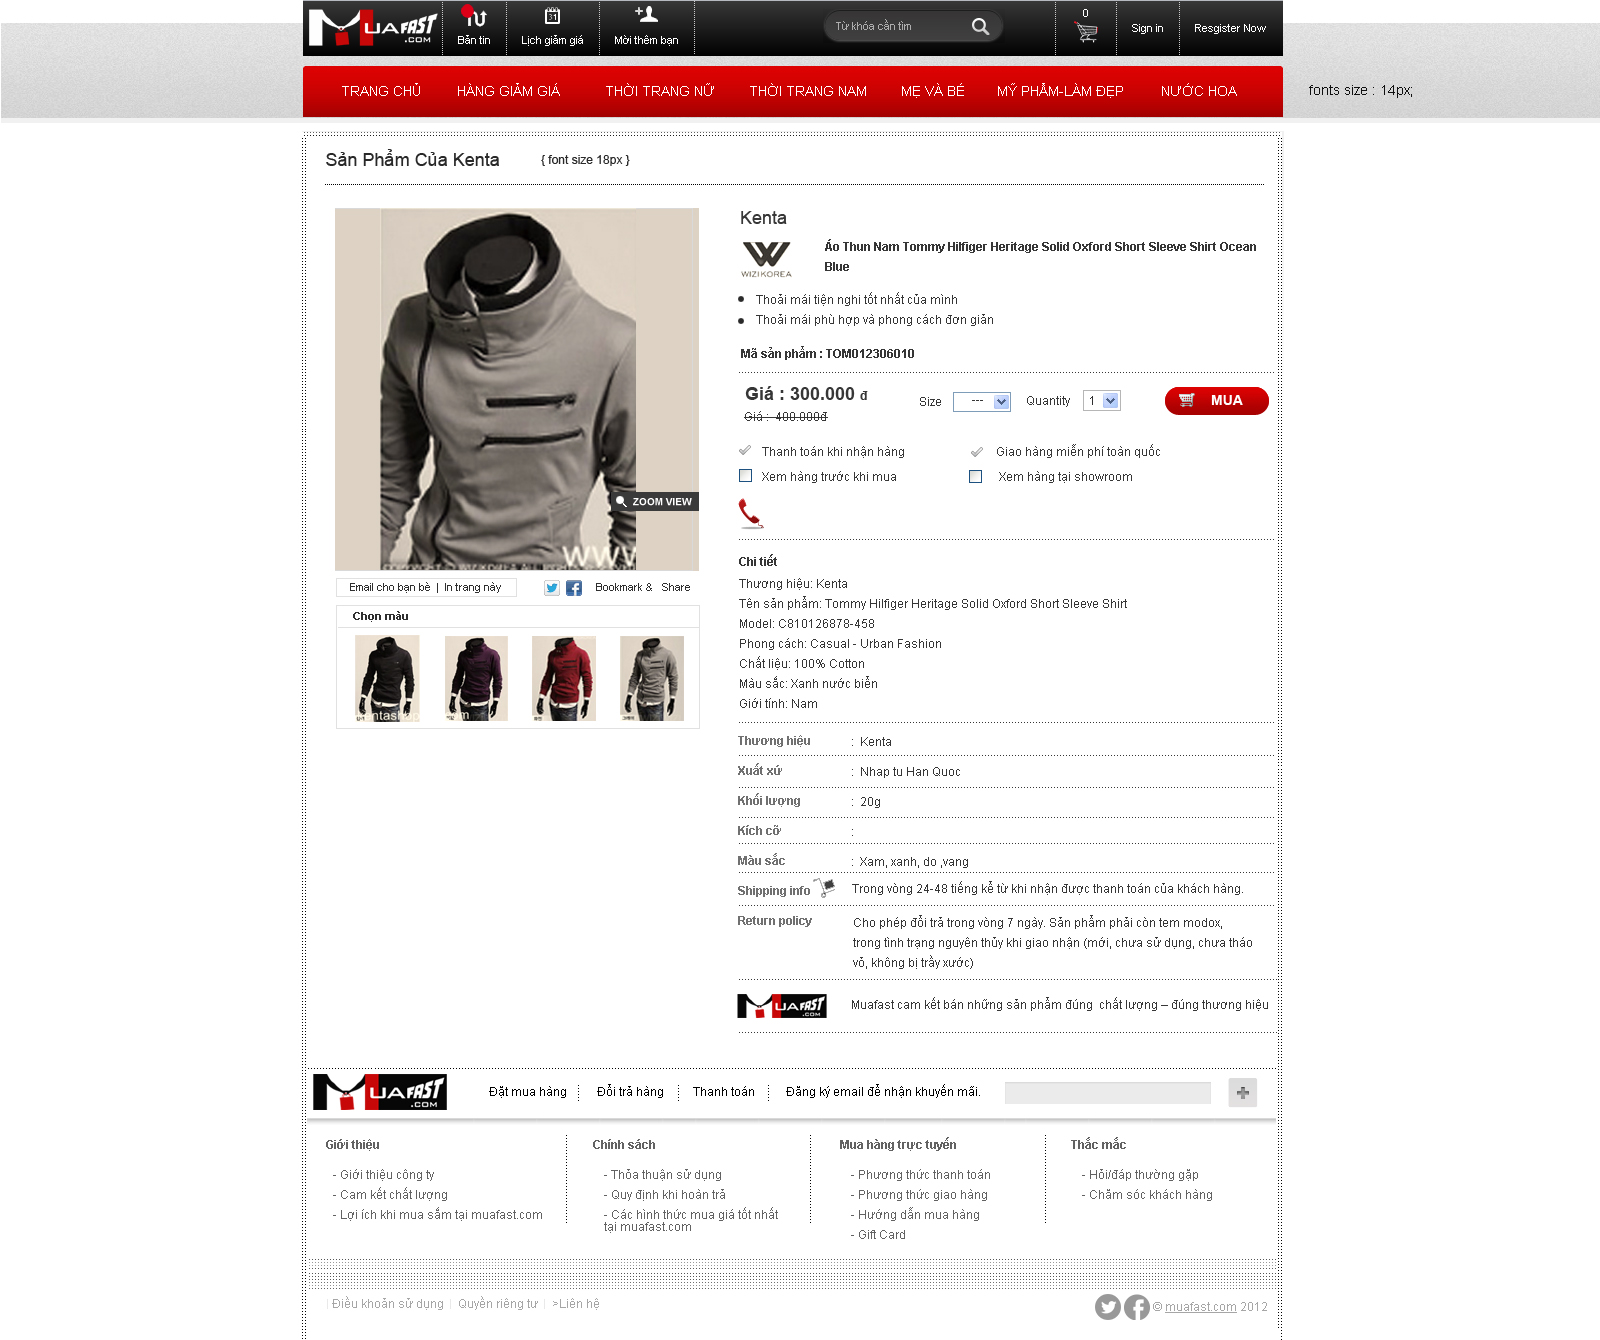 MUAFAST .COM
Bản tin
31
Lịch giảm giá
Mời thêm bạn
Từ khóa cần tìm
0
Sign in
Resgister Now
TRANG CHỦ HÀNG GIẢM GIÁ THỜI TRANG NỮ THỜI TRANG NAM MẸ VÀ BÉ MỸ PHẨM-LÀM ĐẸP NƯỚC HOA
fonts size : 14px;
Sản Phẩm Của Kenta { font size 18px }
ZOOM VIEW
Email cho bạn bè | In trang này
Bookmark & Share
Chọn màu
Kenta
WIZIKOREA
Áo Thun Nam Tommy Hilfiger Heritage Solid Oxford Short Sleeve Shirt Ocean
Blue
Thoải mái tiện nghi tốt nhất của mình
Thoải mái phù hợp và phong cách đơn giản
Mã sản phẩm : TOM012306010
Giá : 300.000 đ
Giá : 400.000đ
Size ---
Quantity 1
MUA
Thanh toán khi nhận hàng
Giao hàng miễn phí toàn quốc
Xem hàng trước khi mua
Xem hàng tại showroom
Chi tiết
Thương hiệu: Kenta
Tên sản phẩm: Tommy Hilfiger Heritage Solid Oxford Short Sleeve Shirt
Model: C810126878-458
Phong cách: Casual - Urban Fashion
Chất liệu: 100% Cotton
Màu sắc: Xanh nước biển
Giới tính: Nam
Thương hiệu : Kenta
Xuất xứ : Nhap tu Han Quoc
Khối lượng : 20g
Kích cỡ :
Màu sắc : Xam, xanh, do ,vang
Shipping info Trong vòng 24-48 tiếng kể từ khi nhận được thanh toán của khách hàng.
Return policy Cho phép đổi trả trong vòng 7 ngày. Sản phẩm phải còn tem modox,
trong tình trạng nguyên thủy khi giao nhận (mới, chưa sử dụng, chưa tháo
vỏ, không bị trầy xước)
MUAFAST .COM
Muafast cam kết bán những sản phẩm đúng chất lượng – đúng thương hiệu
MUAFAST .COM
Đặt mua hàng
Đổi trả hàng
Thanh toán
Đăng ký email để nhận khuyến mãi.
Giới thiệu
- Giới thiệu công ty
- Cam kết chất lượng
- Lợi ích khi mua sắm tại muafast.com
Chính sách
- Thỏa thuận sử dụng
- Quy định khi hoàn trả
- Các hình thức mua giá tốt nhất
tại muafast.com
Mua hàng trực tuyến
- Phương thức thanh toán
- Phương thức giao hàng
- Hướng dẫn mua hàng
- Gift Card
Thắc mắc
- Hỏi/đáp thường gặp
- Chăm sóc khách hàng
| Điều khoản sử dụng | Quyền riêng tư | >Liên hệ
© muafast.com 2012